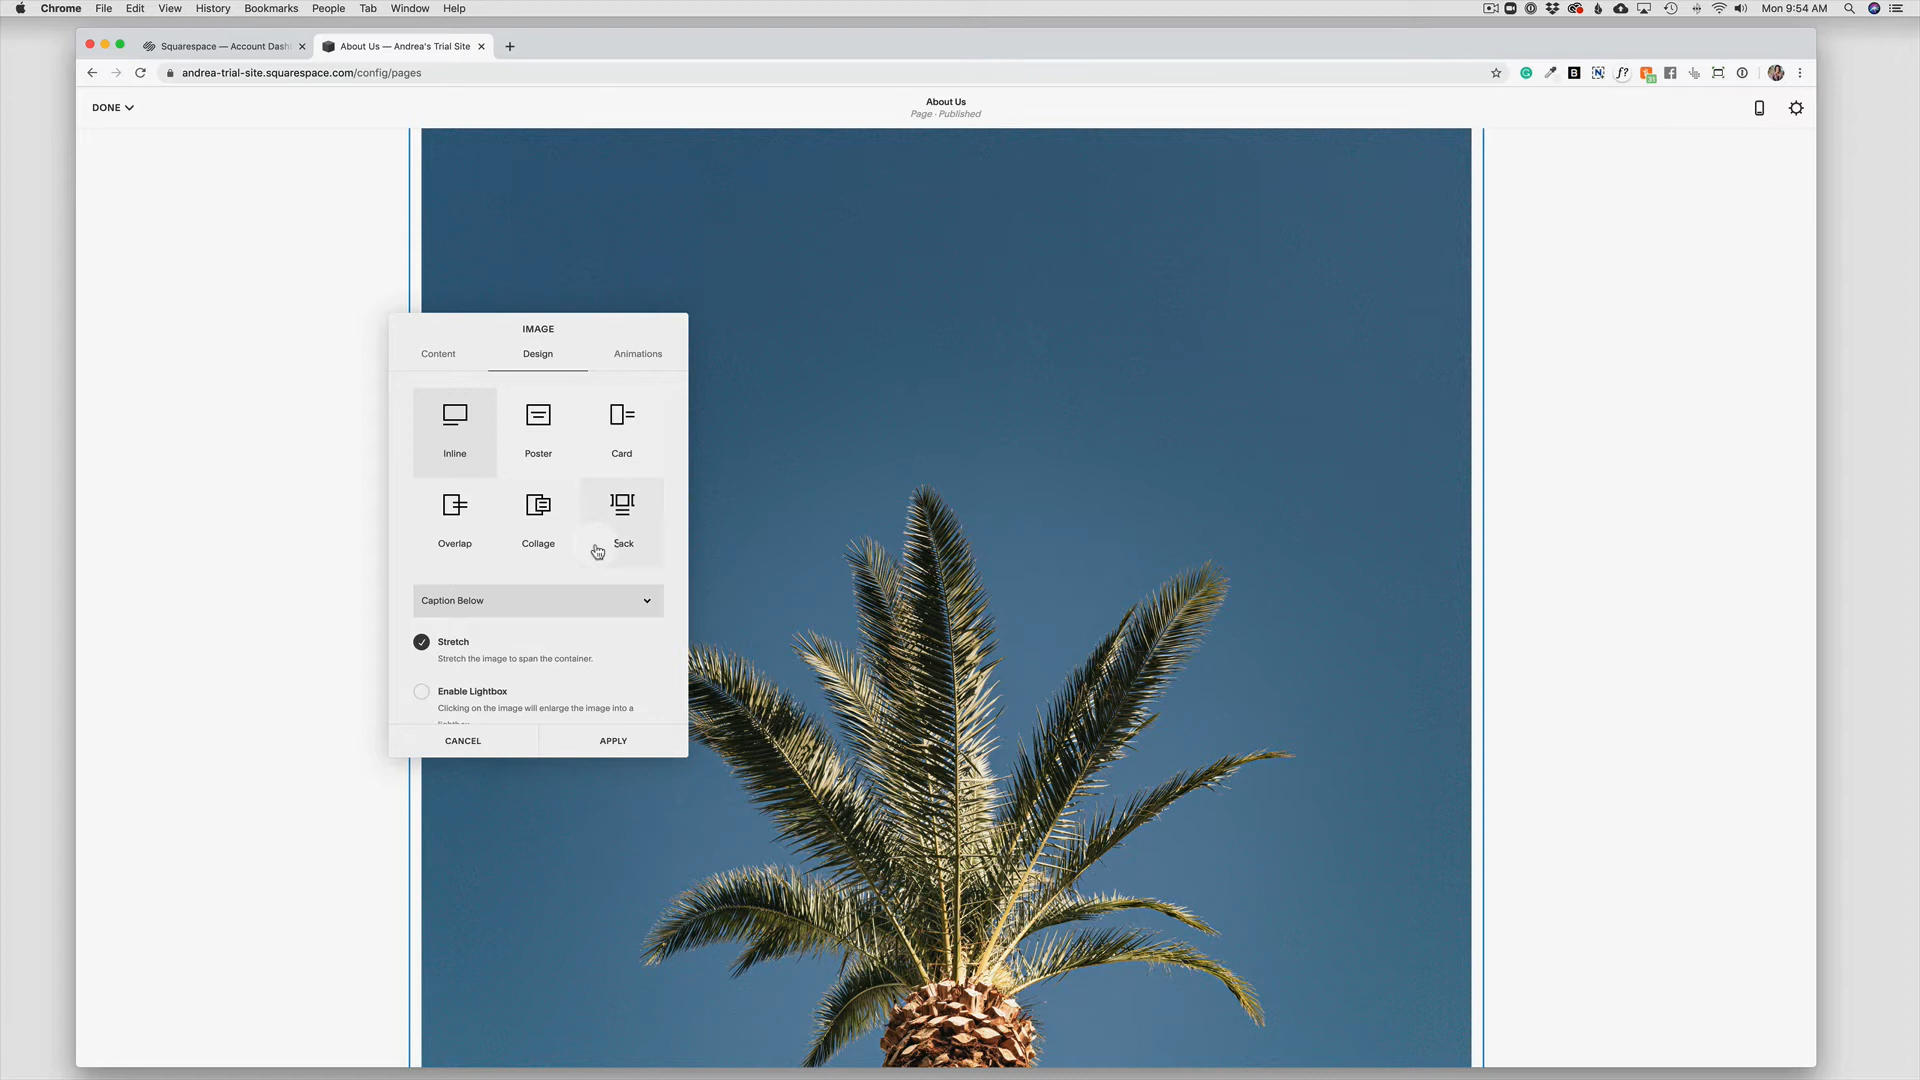 Chrome File Edit View History Bookmarks People Tab Window Help Mon 9:54 AM
Squarespace — Account Dash
About Us — Andrea's Trial Site
andrea-trial-site.squarespace.com/config/pages
DONE
About Us
Page · Published
IMAGE
Content Design Animations
Inline Poster Card
Overlap Collage
Caption Below
Stretch
Stretch the image to span the container.
Enable Lightbox
Clicking on the image will enlarge the image into a
CANCEL APPLY